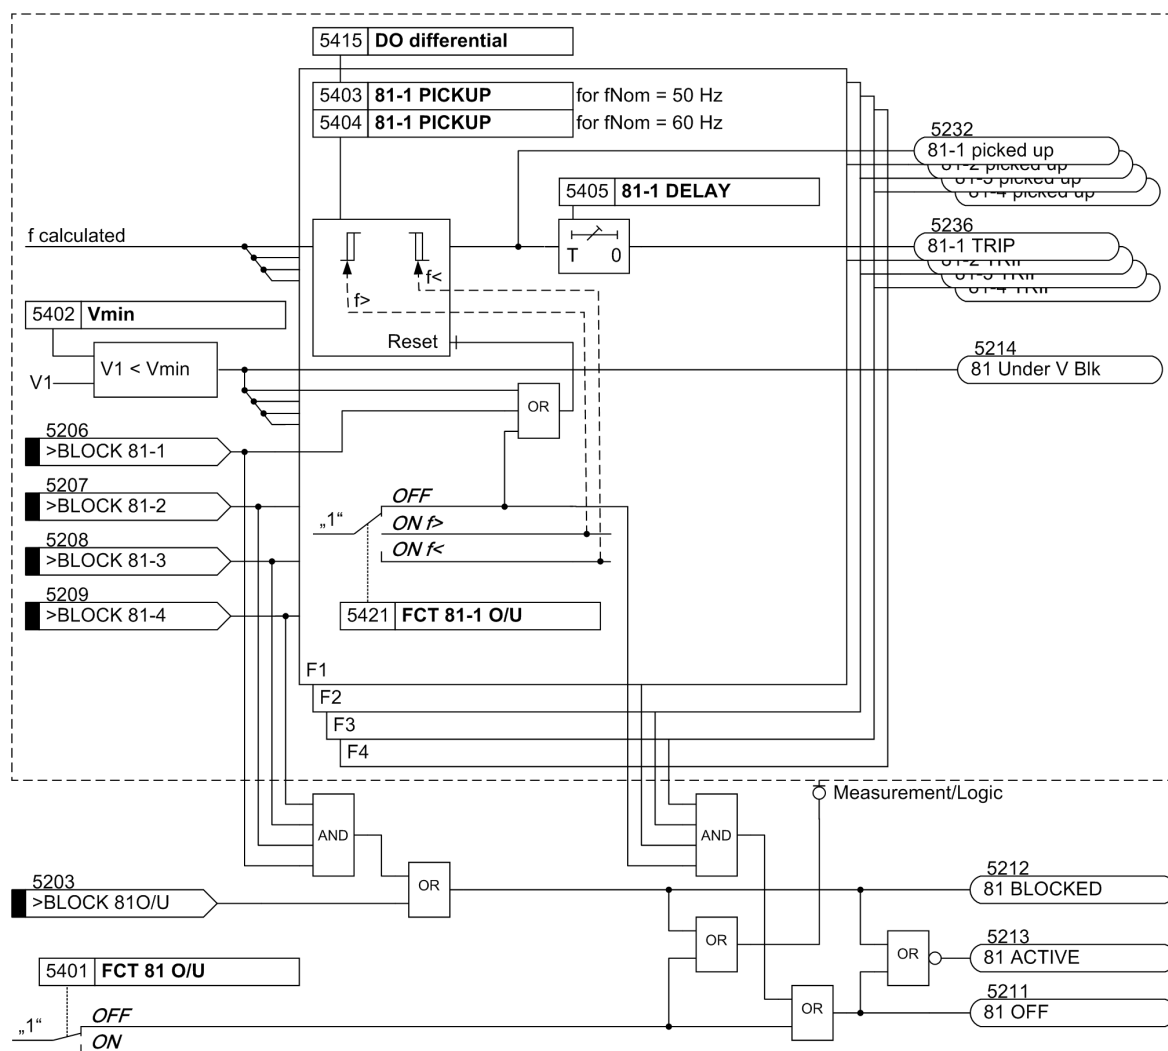 5415 DO differential
5403 81-1 PICKUP for fNom = 50 Hz
5404 81-1 PICKUP for fNom = 60 Hz
5232
81-1 picked up
81-2 picked up
81-3 picked up
81-4 picked up
5405 81-1 DELAY
f calculated
T 0
5236
81-1 TRIP
81-2 TRIP
81-3 TRIP
81-4 TRIP
f<
f>
5402 Vmin
Reset
V1 < Vmin
V1
5214
81 Under V Blk
OR
5206
>BLOCK 81-1
5207
>BLOCK 81-2
5208
>BLOCK 81-3
5209
>BLOCK 81-4
OFF
„1“
ON f>
ON f<
5421 FCT 81-1 O/U
F1
F2
F3
F4
Measurement/Logic
AND
AND
5203
>BLOCK 81O/U
OR
5212
81 BLOCKED
OR
OR
5213
81 ACTIVE
5401 FCT 81 O/U
OR
5211
81 OFF
„1“
OFF
ON